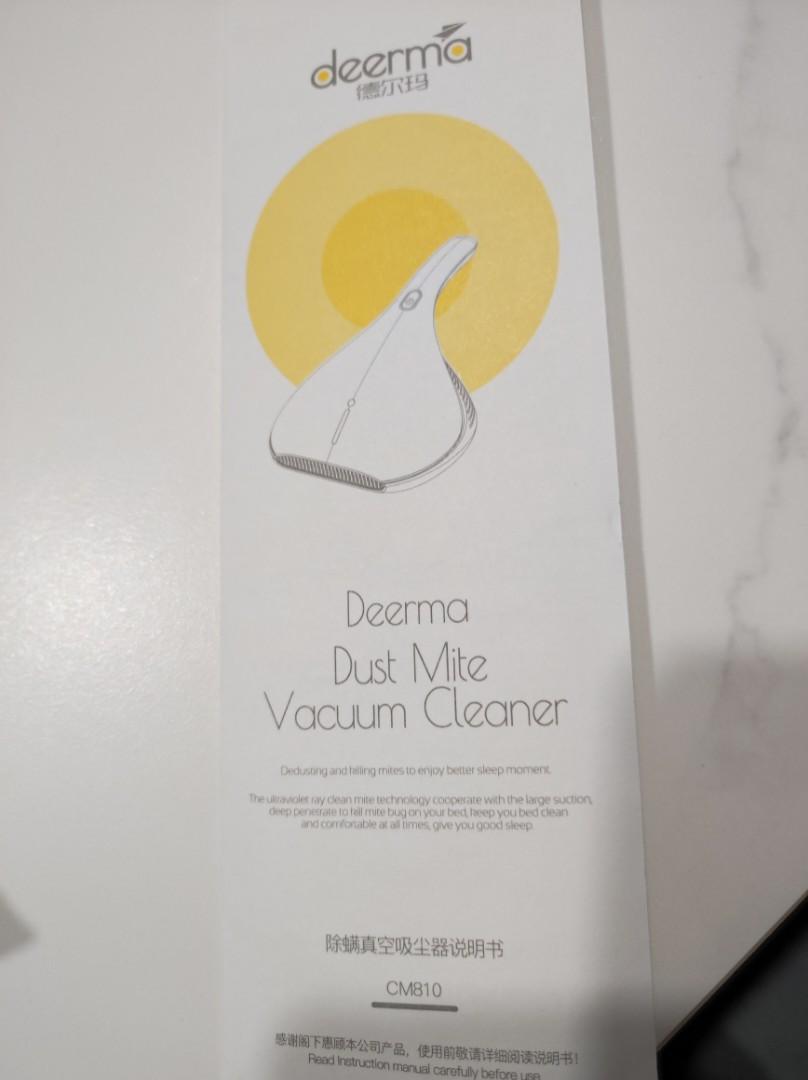 deerma
德尔玛
Deerma
Dust Mite
Vacuum Cleaner
Dedusting and killing mites to enjoy better sleep moment.
The ultraviolet ray clean mite technology cooperate with the large suction,
deep penetrate to kill mite bug on your bed, keep you bed clean
and comfortable at all times, give you good sleep.
除螨真空吸尘器说明书
CM810
感谢阁下惠顾本公司产品，使用前敬请详细阅读说明书！
Read Instruction manual carefully before use